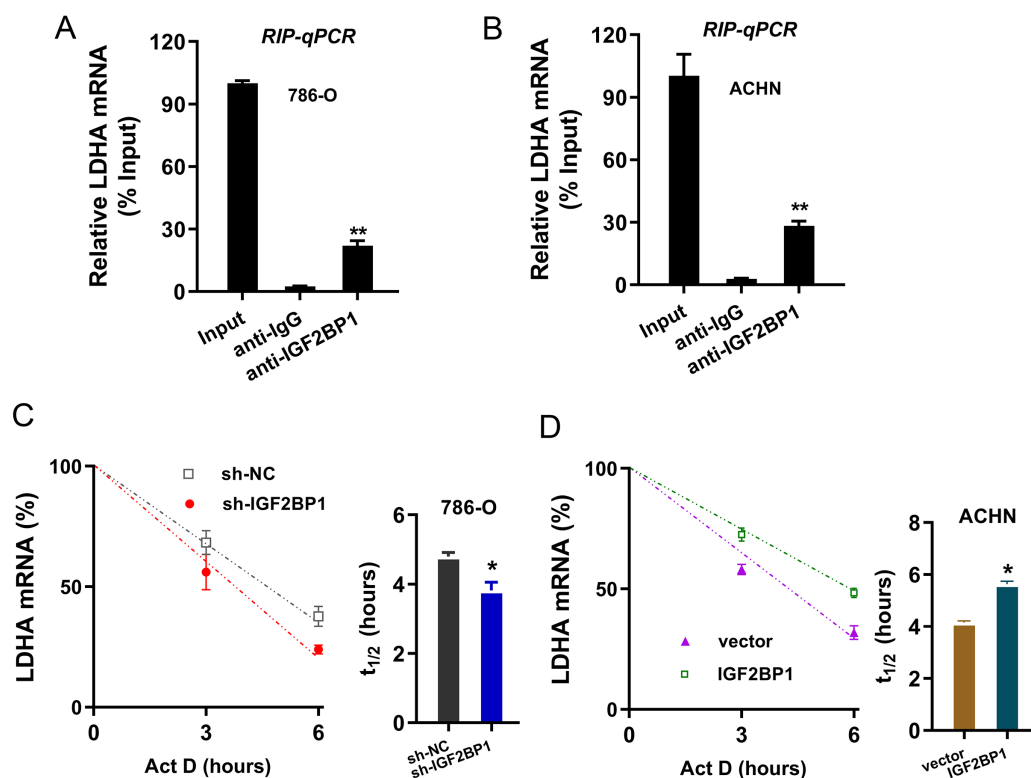 A
RIP-qPCR
786-O
Relative LDHA mRNA
(% Input)
120
90
60
30
0
Input
anti-IgG
anti-IGF2BP1
**
B
RIP-qPCR
ACHN
Relative LDHA mRNA
(% Input)
120
90
60
30
0
Input
anti-IgG
anti-IGF2BP1
**
C
LDHA mRNA (%)
100
50
0
0 3 6
Act D (hours)
sh-NC
sh-IGF2BP1
786-O
t1/2 (hours)
6
4
2
0
*
sh-NC
sh-IGF2BP1
D
LDHA mRNA (%)
100
50
0
0 3 6
Act D (hours)
vector
IGF2BP1
ACHN
t1/2 (hours)
8
6
4
2
0
*
vector
IGF2BP1